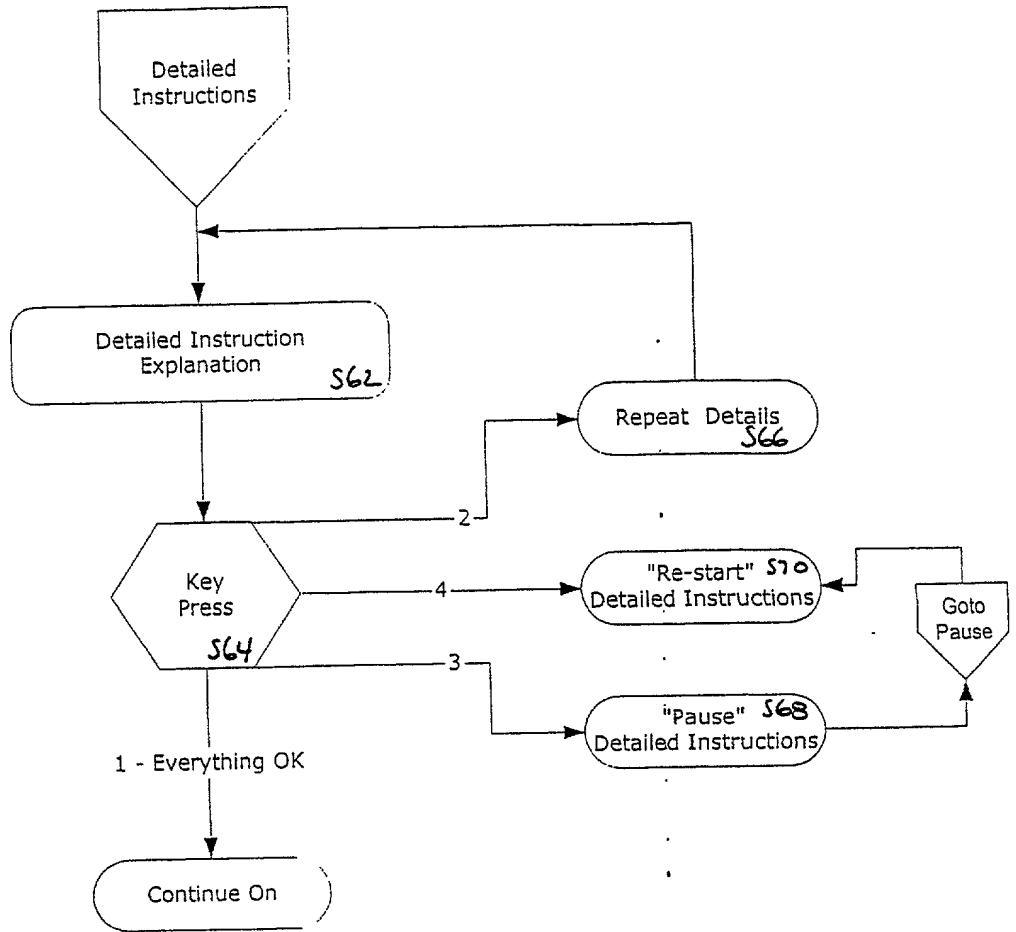 Detailed
Instructions
Detailed Instruction
Explanation
S62
Repeat Details
S66
2
Key
Press
S64
4
"Re-start" S70
Detailed Instructions
Goto
Pause
3
"Pause" S68
Detailed Instructions
1 - Everything OK
Continue On